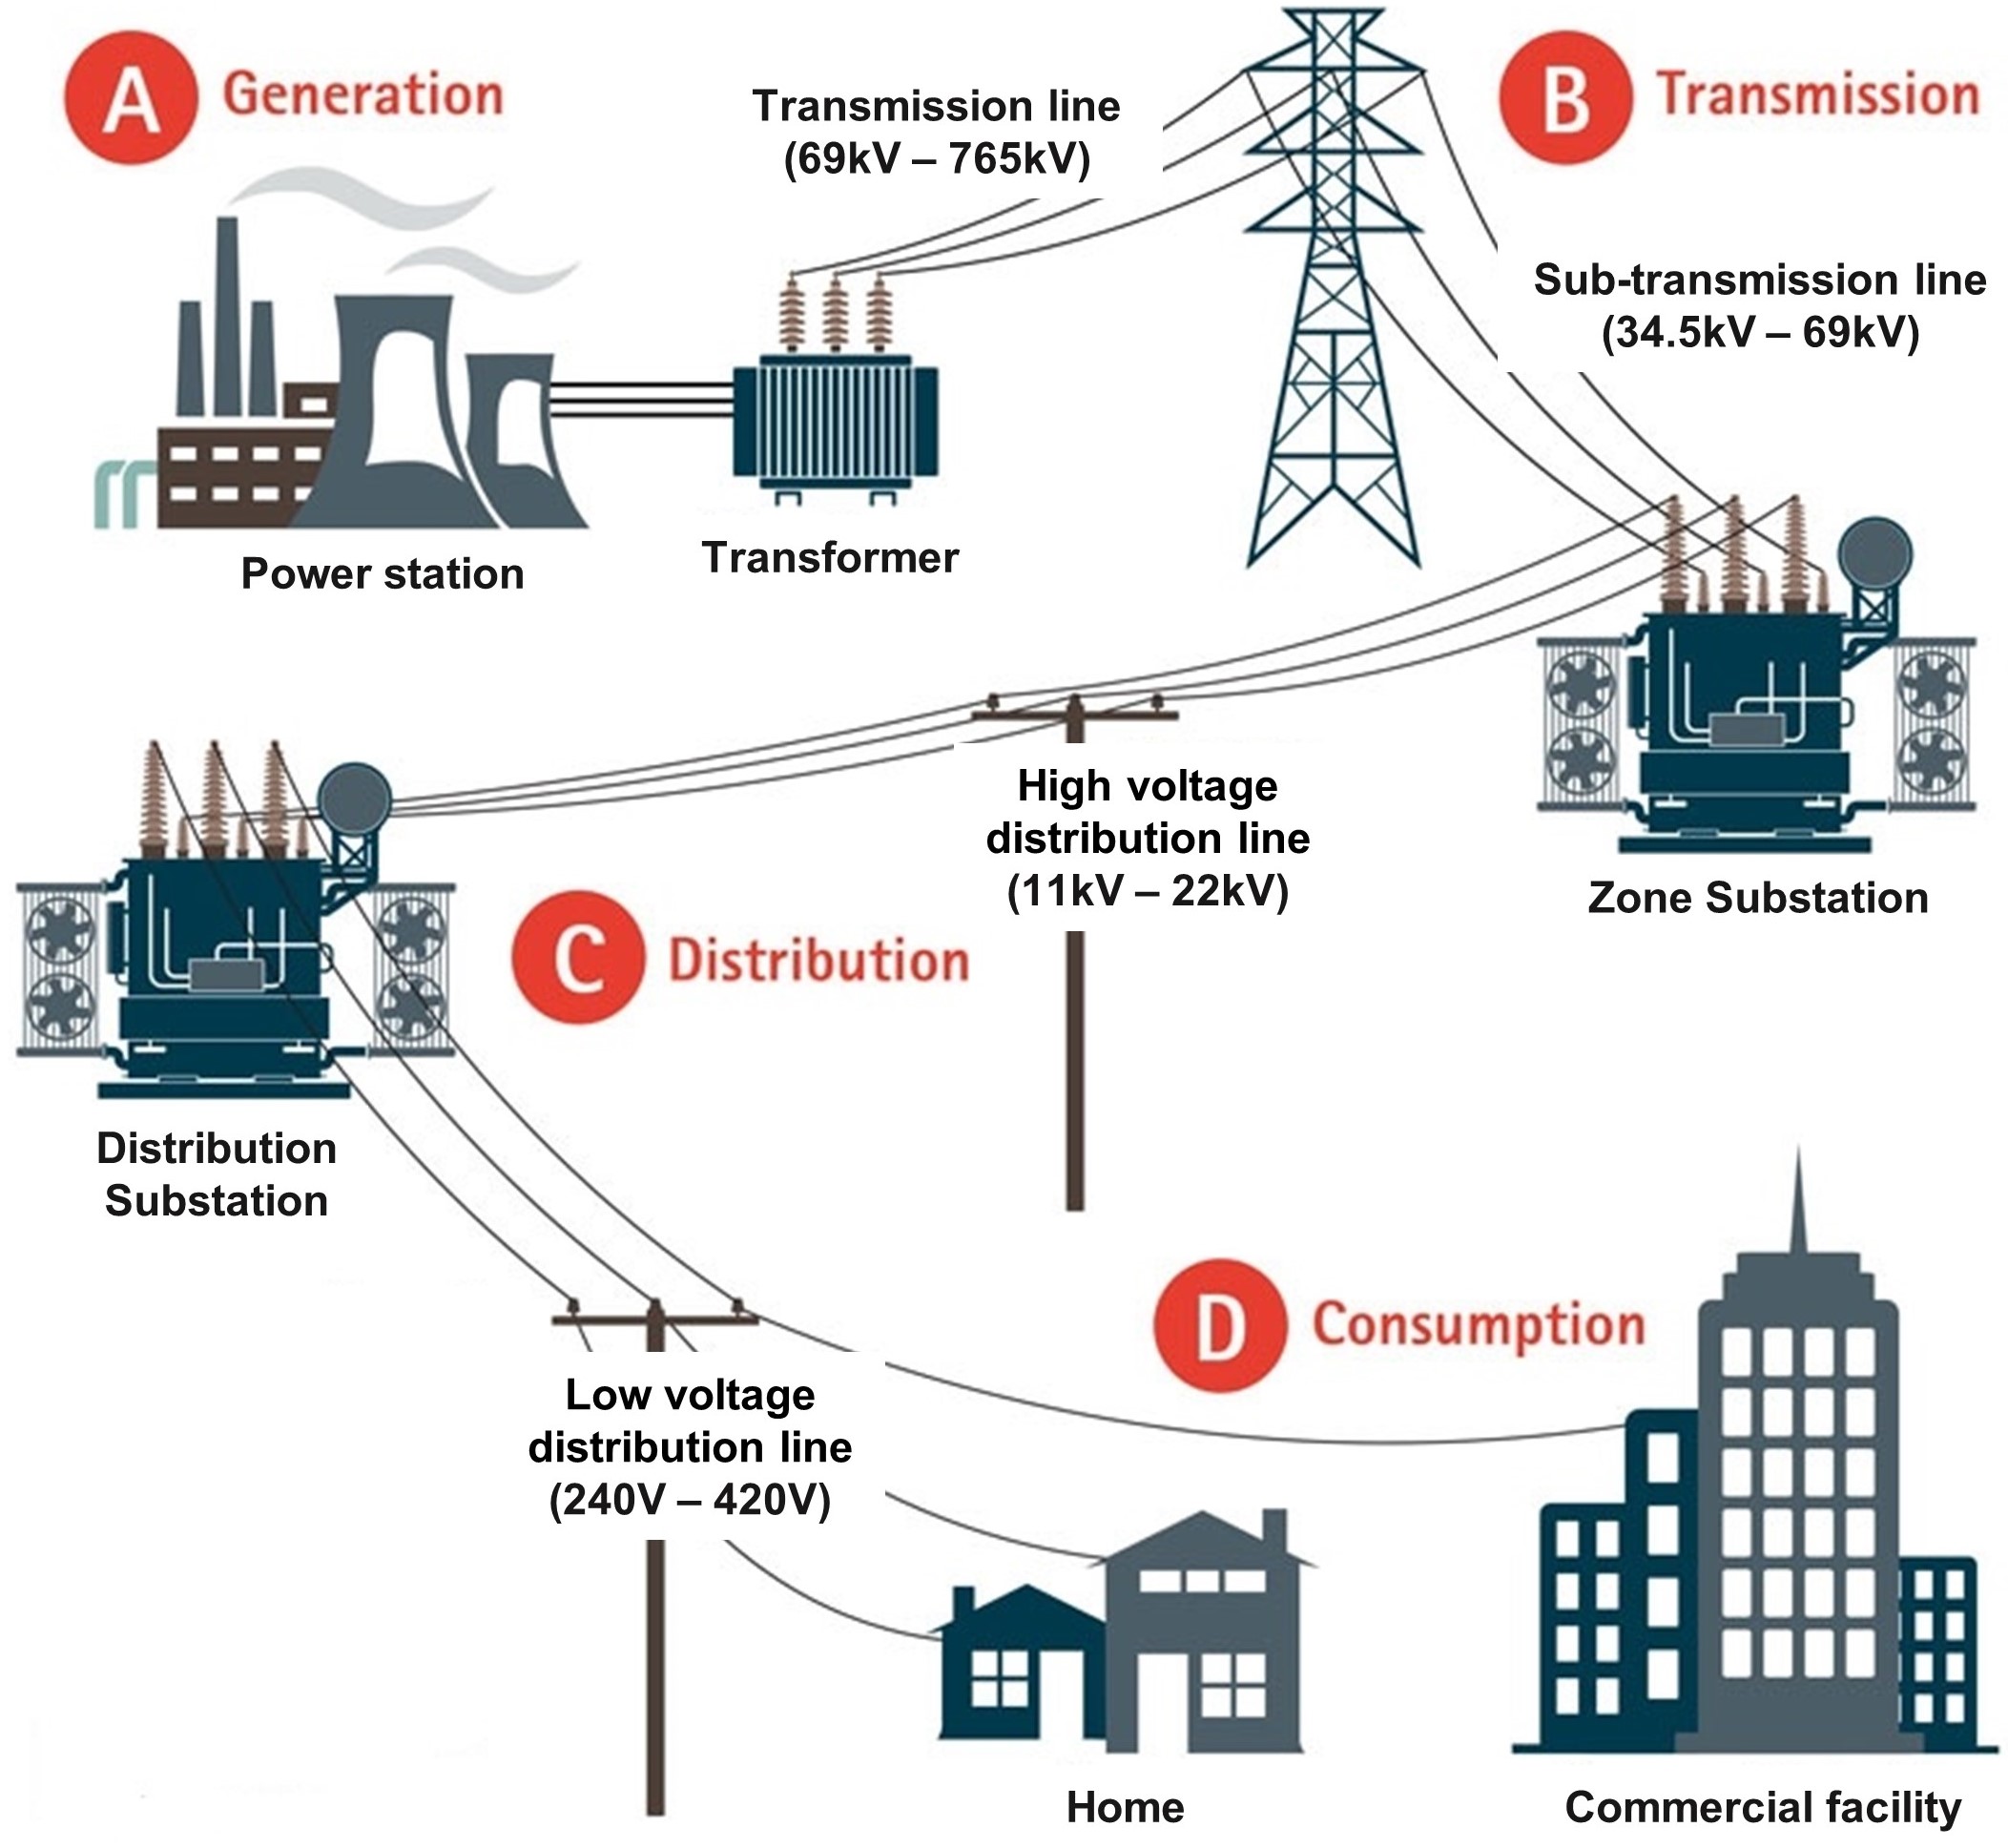 A Generation
Transmission line
(69kV – 765kV)
B Transmission
Sub-transmission line
(34.5kV – 69kV)
Power station
Transformer
High voltage
distribution line
(11kV – 22kV)
Zone Substation
C Distribution
Distribution
Substation
D Consumption
Low voltage
distribution line
(240V – 420V)
Home
Commercial facility